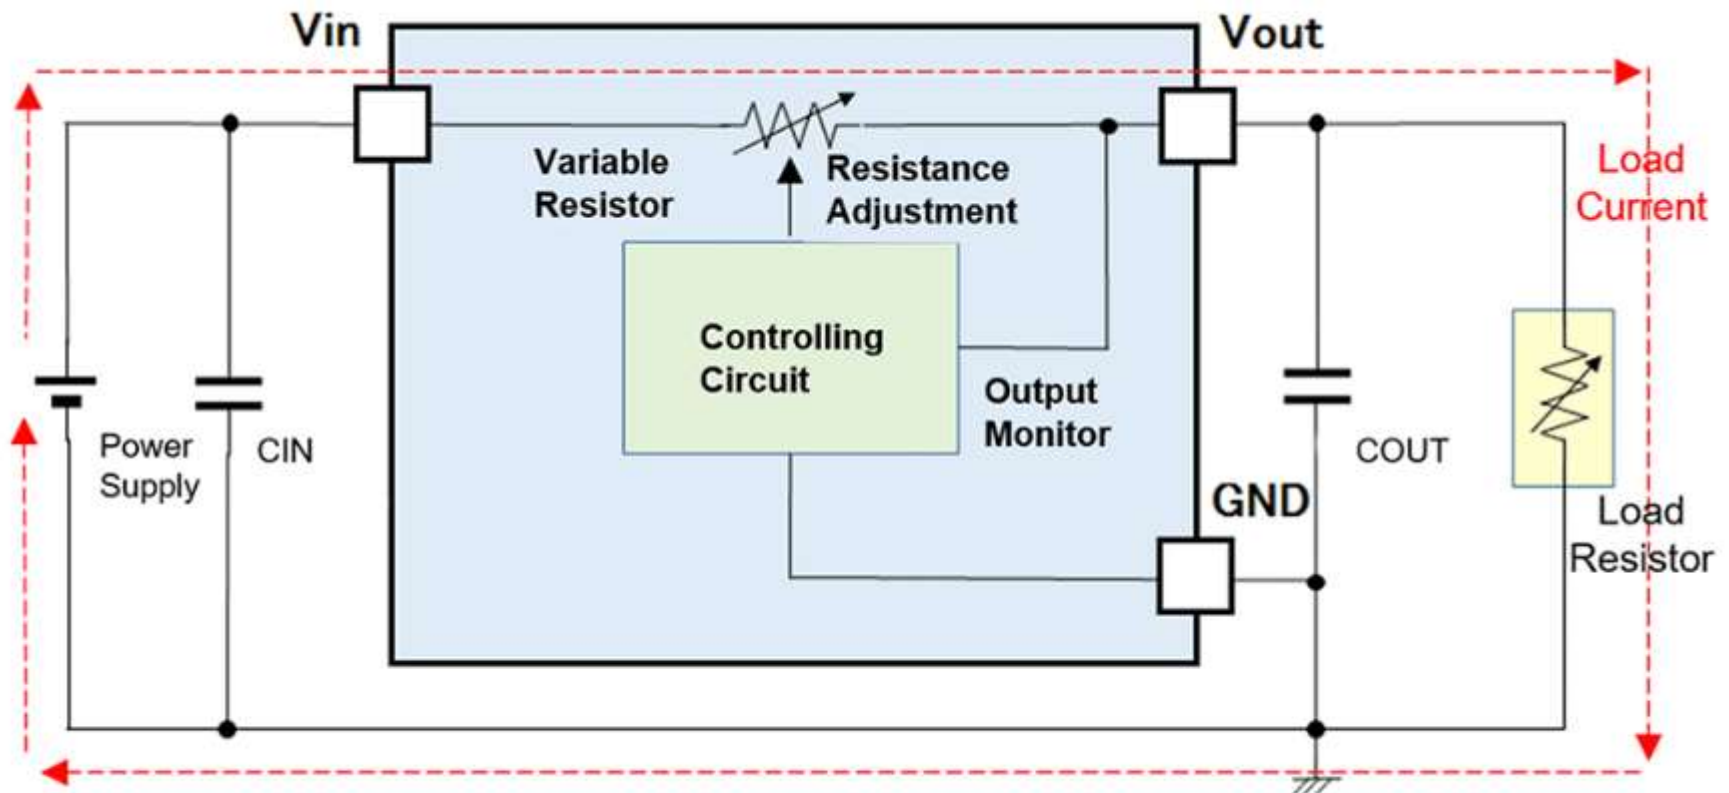 Vin
Vout
Variable
Resistor
Resistance
Adjustment
Load
Current
Controlling
Circuit
Output
Monitor
Power
Supply
CIN
COUT
GND
Load
Resistor